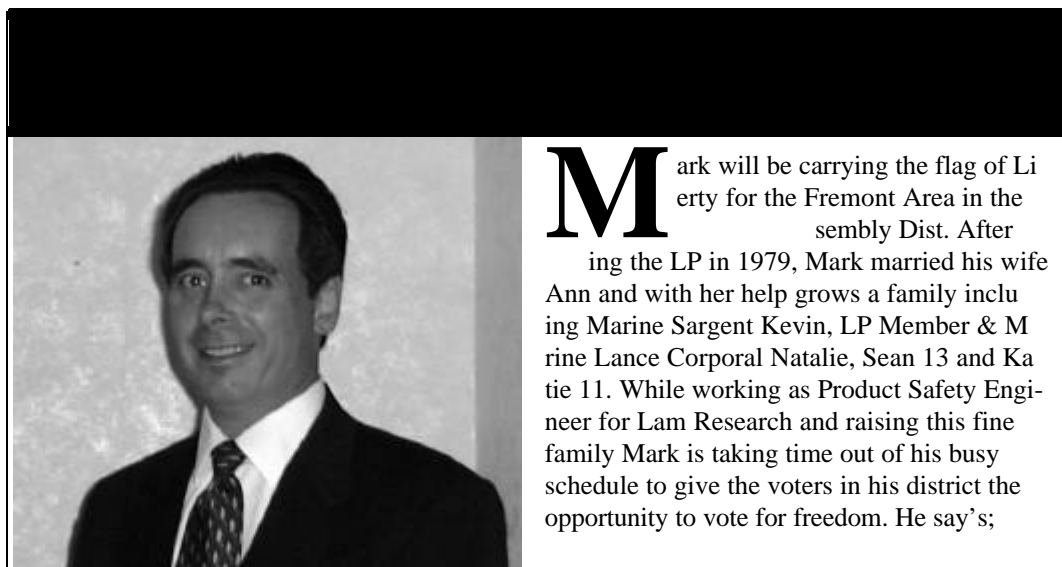 Mark will be carrying the flag of Li
erty for the Fremont Area in the
sembly Dist. After
ing the LP in 1979, Mark married his wife
Ann and with her help grows a family inclu
ing Marine Sargent Kevin, LP Member & M
rine Lance Corporal Natalie, Sean 13 and Ka
tie 11. While working as Product Safety Engi-
neer for Lam Research and raising this fine
family Mark is taking time out of his busy
schedule to give the voters in his district the
opportunity to vote for freedom. He say’s;